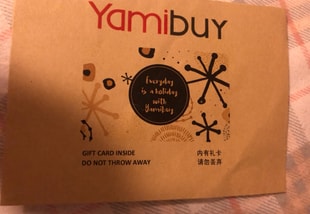 Yamibuy
Everyday
is a holiday
with
Yamibuy
GIFT CARD INSIDE
DO NOT THROW AWAY
内有礼卡
请勿丢弃